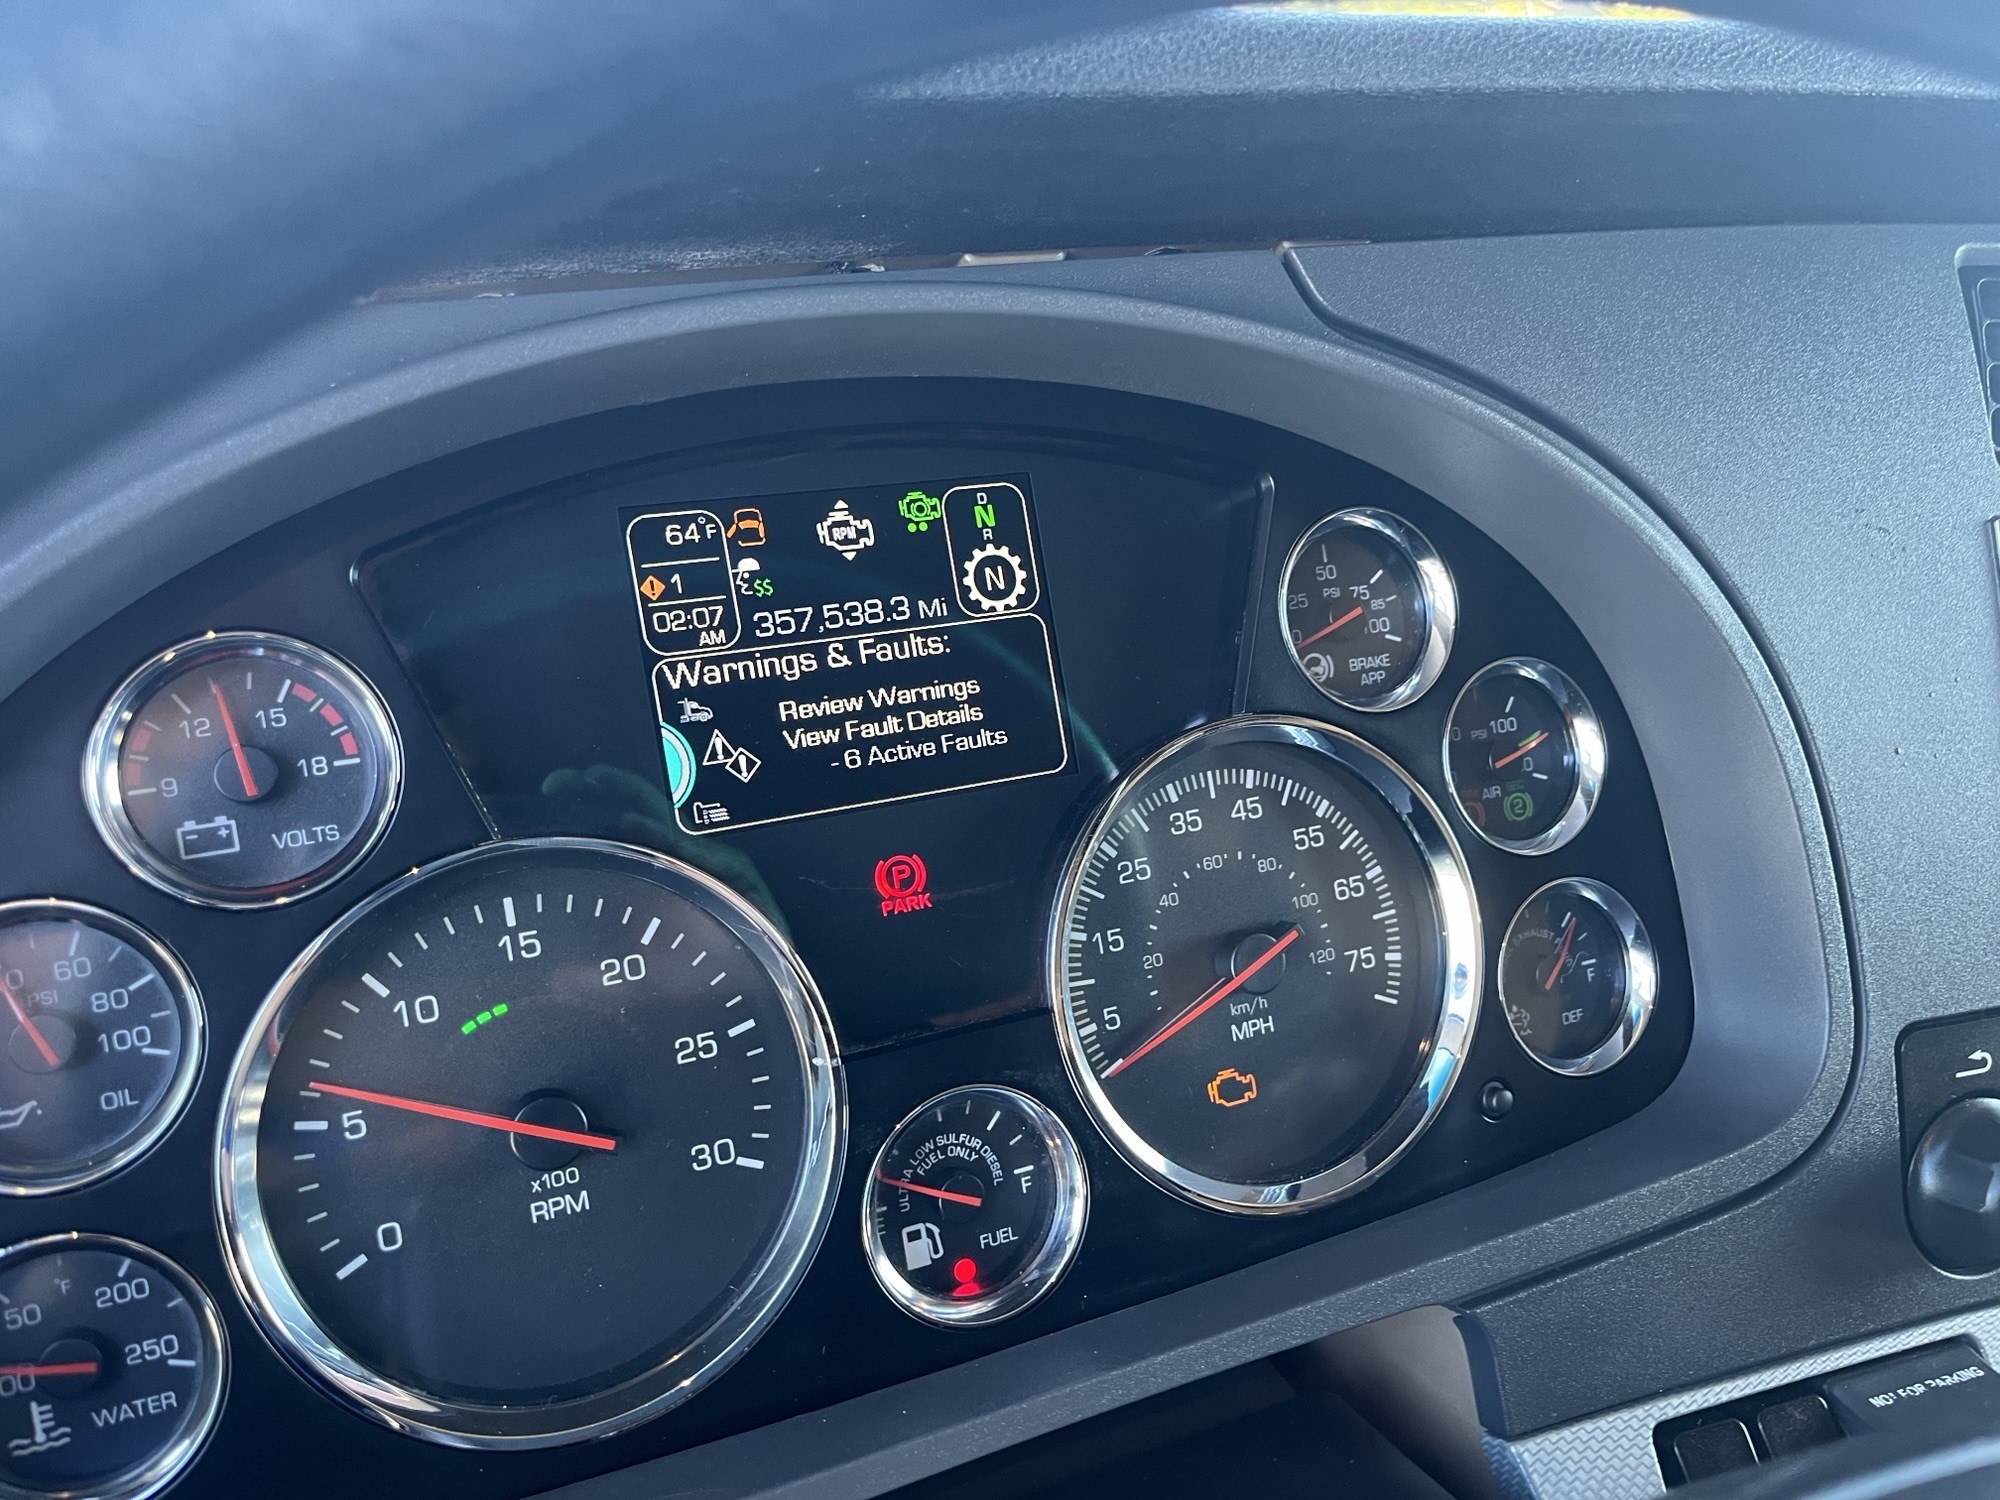 64°F
1
02:07
AM
RPM
$$
357,538.3 Mi
D
N
R
N
Warnings & Faults:
Review Warnings
View Fault Details
- 6 Active Faults
P
PARK
9
12
15
18
- +
VOLTS
60
80
100
PSI
OIL
0
5
10
15
20
25
30
x100
RPM
°F
200
250
WATER
ULTRA LOW SULFUR DIESEL
FUEL ONLY
F
FUEL
5
15
25
35
45
55
65
75
20
40
60
80
100
120
km/h
MPH
25
50
75
85
PSI
BRAKE
APP
PSI
100
AIR
2
EXHAUST
F
DEF
NOT FOR PARKING